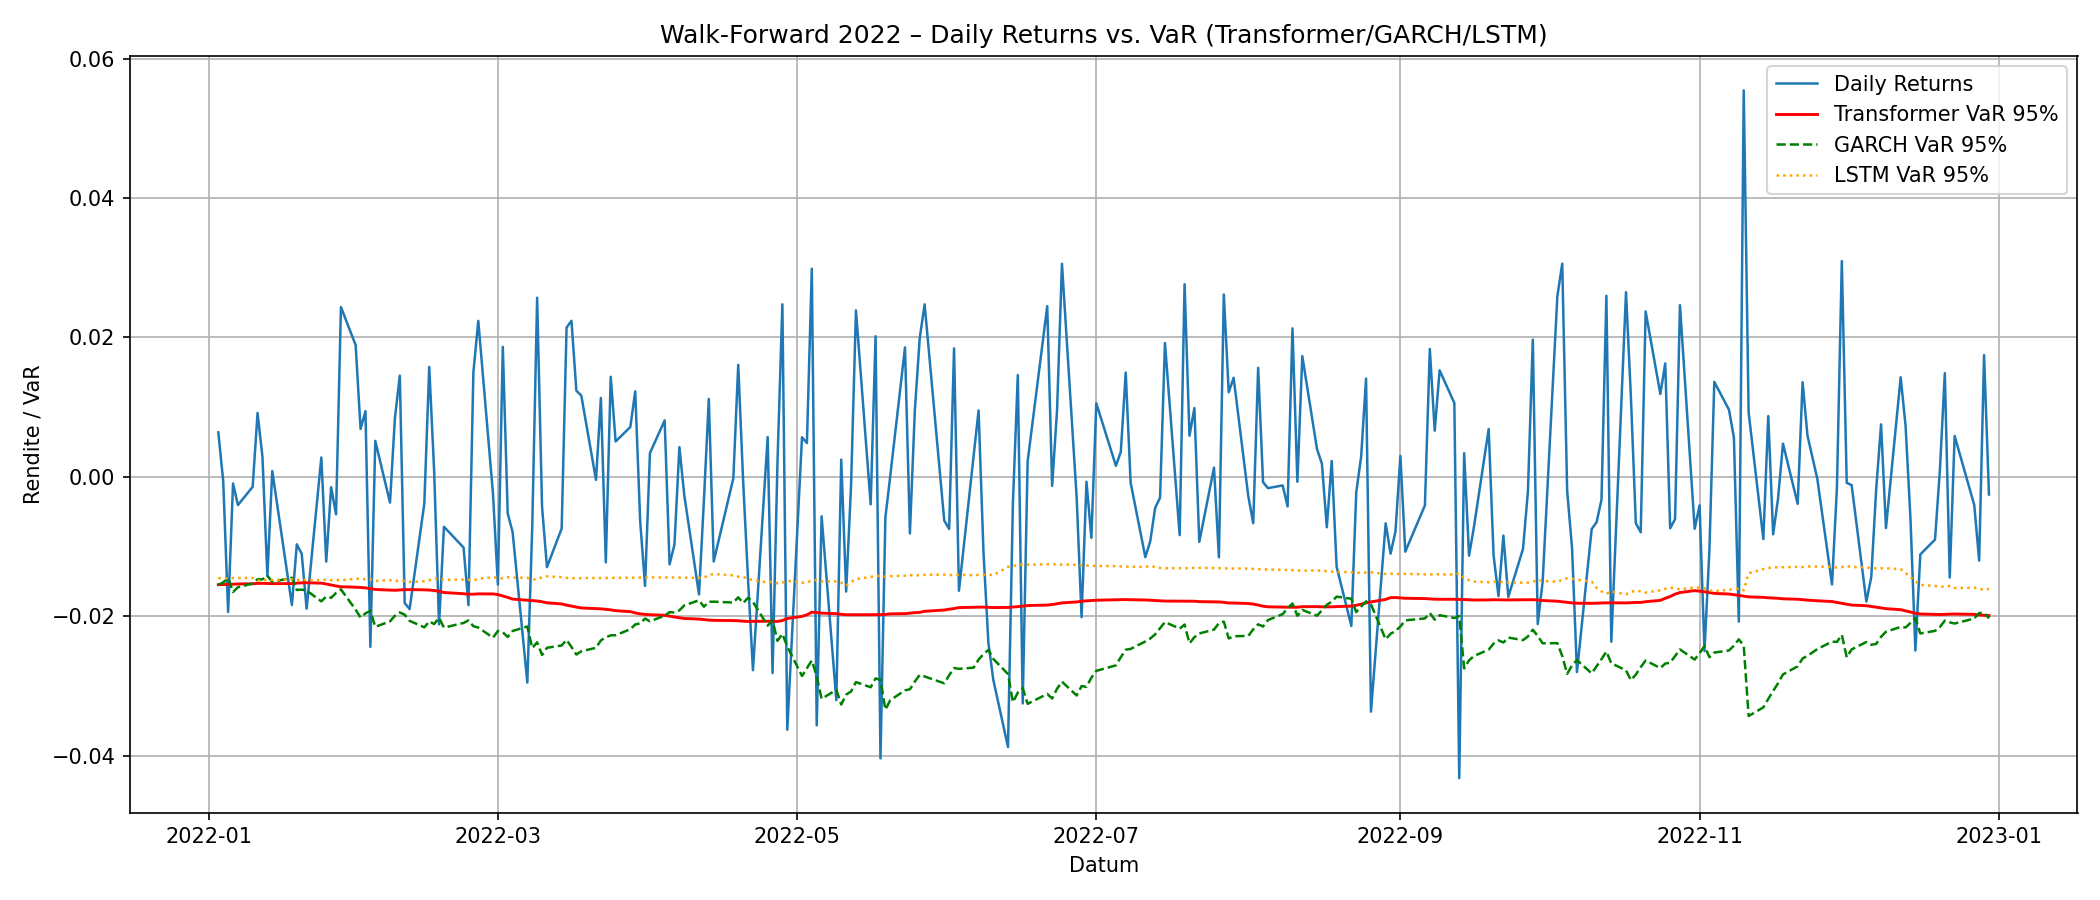 Walk-Forward 2022 – Daily Returns vs. VaR (Transformer/GARCH/LSTM)
Daily Returns
Transformer VaR 95%
GARCH VaR 95%
LSTM VaR 95%
Rendite / VaR
0.06
0.04
0.02
0.00
−0.02
−0.04
2022-01 2022-03 2022-05 2022-07 2022-09 2022-11 2023-01
Datum